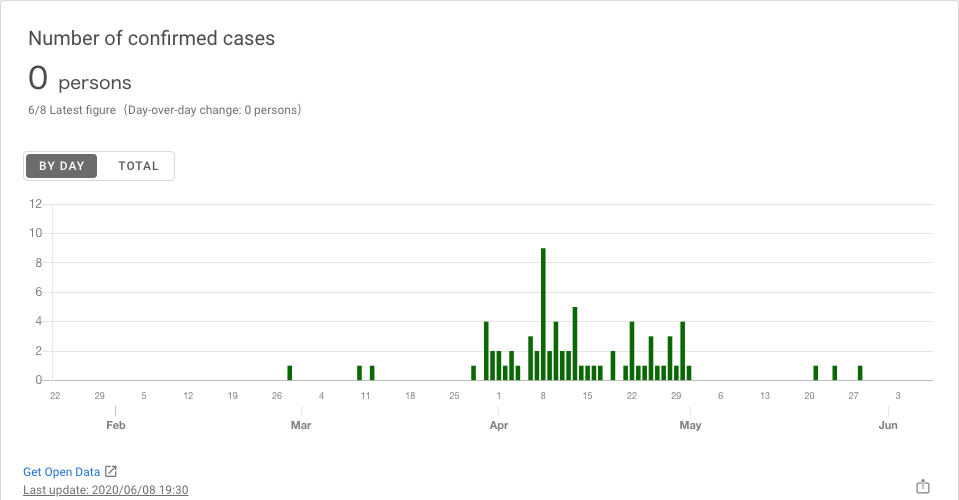 Number of confirmed cases
0 persons
6/8 Latest figure（Day-over-day change: 0 persons）
BY DAY TOTAL
12
10
8
6
4
2
0
22 29 5 12 19 26 4 11 18 25 1 8 15 22 29 6 13 20 27 3
Feb Mar Apr May Jun
Get Open Data
Last update: 2020/06/08 19:30